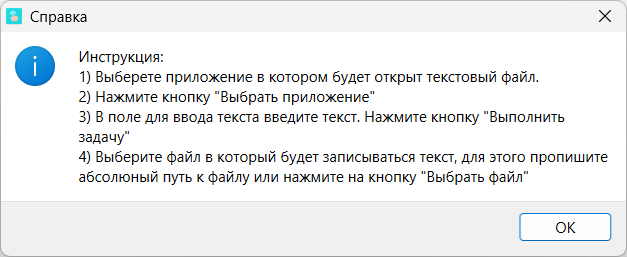 Справка
Инструкция:
1) Выберете приложение в котором будет открыт текстовый файл.
2) Нажмите кнопку "Выбрать приложение"
3) В поле для ввода текста введите текст. Нажмите кнопку "Выполнить
задачу"
4) Выберите файл в который будет записываться текст, для этого пропишите
абсолюный путь к файлу или нажмите на кнопку "Выбрать файл"
OK